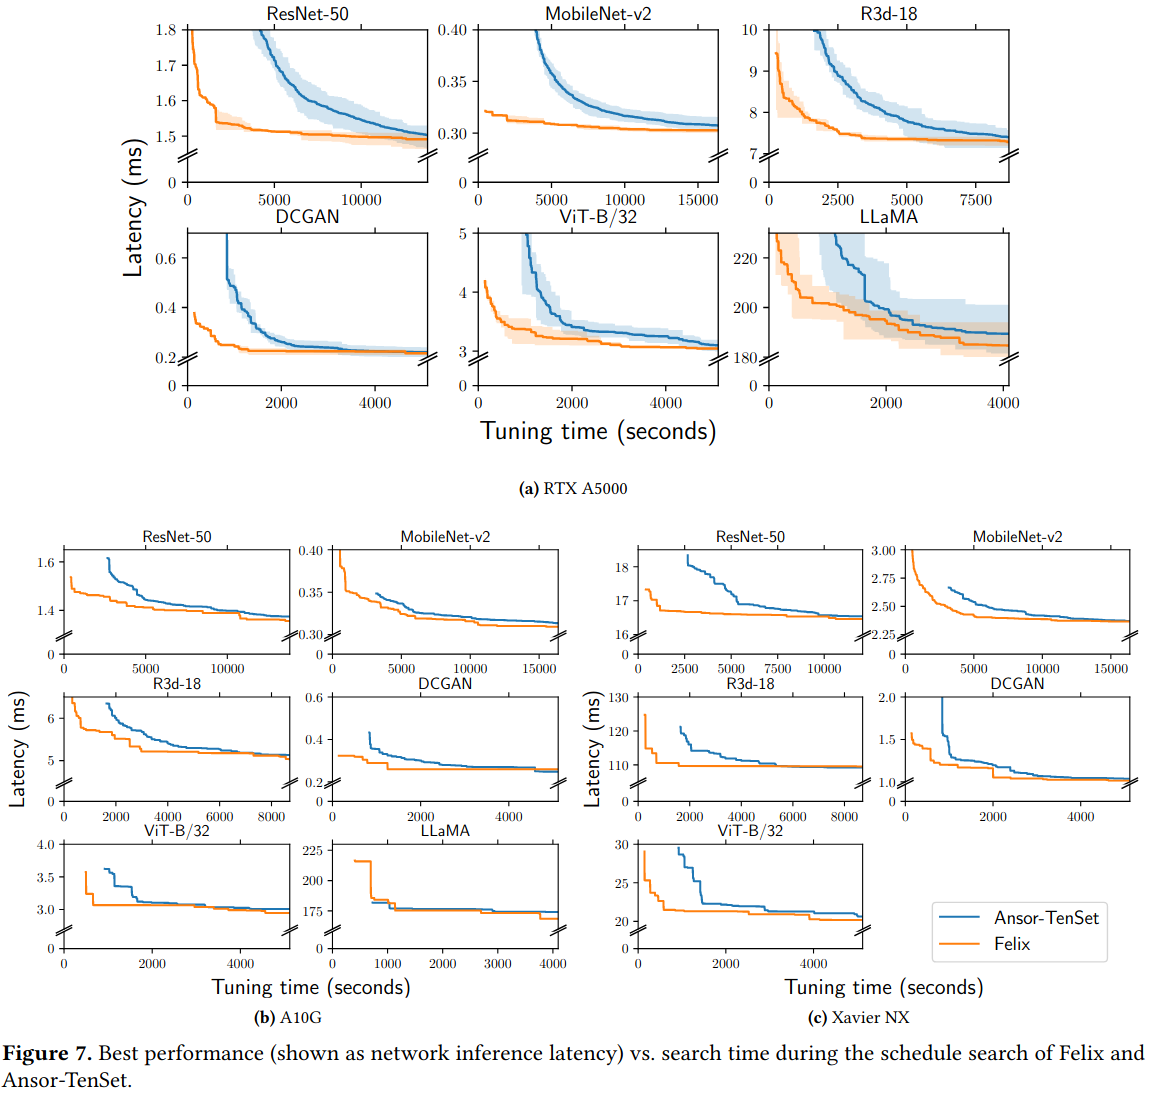 ResNet-50
MobileNet-v2
R3d-18
1.8
1.7
1.6
1.5
0
0.40
0.35
0.30
0
10
9
8
7
0
0 5000 10000
0 5000 10000 15000
0 2500 5000 7500
Latency (ms)
DCGAN
ViT-B/32
LLaMA
0.6
0.4
0.2
0
5
4
3
0
220
200
180
0
0 2000 4000
0 2000 4000
0 2000 4000
Tuning time (seconds)
(a) RTX A5000
ResNet-50
MobileNet-v2
1.6
1.4
0
0.40
0.35
0.30
0
0 5000 10000
0 5000 10000 15000
R3d-18
DCGAN
Latency (ms)
6
5
0
0.6
0.4
0.2
0
0 2000 4000 6000 8000
0 2000 4000
ViT-B/32
LLaMA
4.0
3.5
3.0
0
225
200
175
0
0 2000 4000
0 1000 2000 3000 4000
Tuning time (seconds)
(b) A10G
ResNet-50
MobileNet-v2
18
17
16
0
3.00
2.75
2.50
2.25
0
0 2500 5000 7500 10000
0 5000 10000 15000
R3d-18
DCGAN
Latency (ms)
130
120
110
0
2.0
1.5
1.0
0
0 2000 4000 6000 8000
0 2000 4000
ViT-B/32
30
25
20
0
0 2000 4000
Ansor-TenSet
Felix
Tuning time (seconds)
(c) Xavier NX
Figure 7. Best performance (shown as network inference latency) vs. search time during the schedule search of Felix and
Ansor-TenSet.